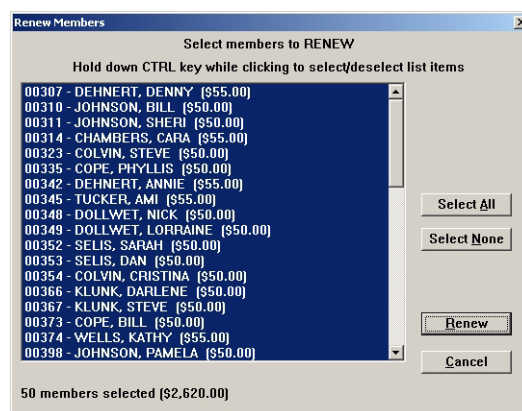 Renew Members
Select members to RENEW
Hold down CTRL key while clicking to select/deselect list items
00307 - DEHNERT, DENNY ($55.00)
00310 - JOHNSON, BILL ($50.00)
00311 - JOHNSON, SHERI ($50.00)
00314 - CHAMBERS, CARA ($55.00)
00323 - COLVIN, STEVE ($50.00)
00335 - COPE, PHYLLIS ($50.00)
00342 - DEHNERT, ANNIE ($55.00)
00345 - TUCKER, AMI ($55.00)
00348 - DOLLWET, NICK ($50.00)
00349 - DOLLWET, LORRAINE ($50.00)
00352 - SELIS, SARAH ($50.00)
00353 - SELIS, DAN ($50.00)
00354 - COLVIN, CRISTINA ($50.00)
00366 - KLUNK, DARLENE ($50.00)
00367 - KLUNK, STEVE ($50.00)
00373 - COPE, BILL ($50.00)
00374 - WELLS, KATHY ($55.00)
00398 - JOHNSON, PAMELA ($50.00)
Select All
Select None
Renew
Cancel
50 members selected ($2,620.00)